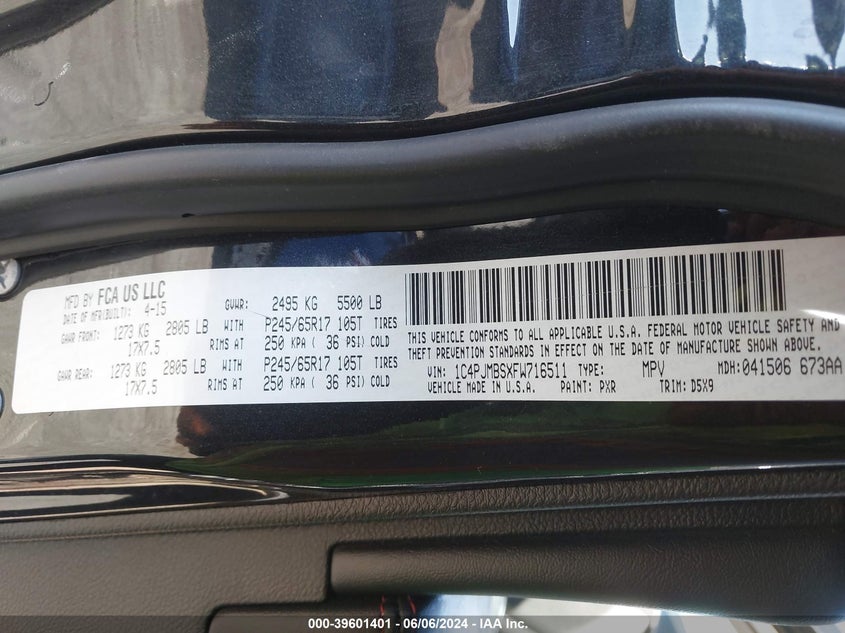 MFD BY FCA US LLC
DATE OF MFR(BUILT): 4-15
GVWR: 2495 KG 5500 LB
GAWR FRONT: 1273 KG 2805 LB WITH P245/65R17 105T TIRES
17X7.5 RIMS AT 250 KPA ( 36 PSI) COLD
GAWR REAR: 1273 KG 2805 LB WITH P245/65R17 105T TIRES
17X7.5 RIMS AT 250 KPA ( 36 PSI) COLD
THIS VEHICLE CONFORMS TO ALL APPLICABLE U.S.A. FEDERAL MOTOR VEHICLE SAFETY AND
THEFT PREVENTION STANDARDS IN EFFECT ON THE DATE OF MANUFACTURE SHOWN ABOVE.
VIN: 1C4PJMBSXFW716511 TYPE: MPV MDH: 041506 673AA
VEHICLE MADE IN U.S.A. PAINT: PXR TRIM: D5X9
000-39601401 - 06/06/2024 - IAA Inc.